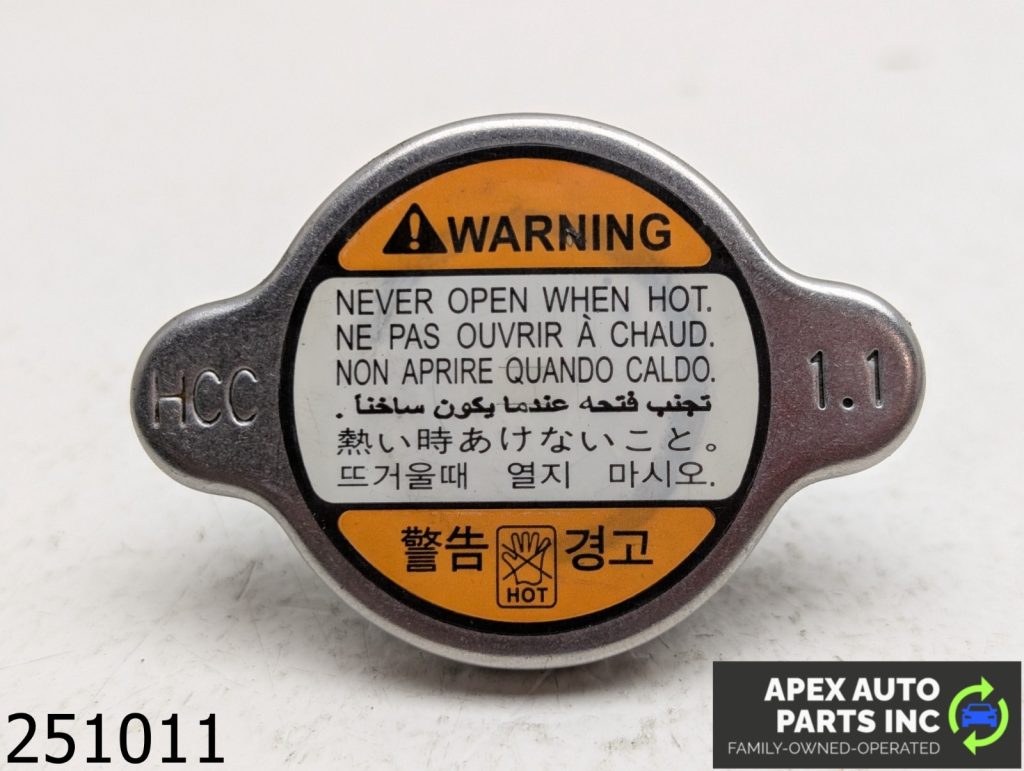 WARNING
NEVER OPEN WHEN HOT.
NE PAS OUVRIR À CHAUD.
NON APRIRE QUANDO CALDO.
تجنب فتحه عندما يكون ساخناً .
熱い時あけないこと。
뜨거울때 열지 마시오.
HCC
1.1
警告 경고
HOT
251011
APEX AUTO
PARTS INC
FAMILY-OWNED-OPERATED